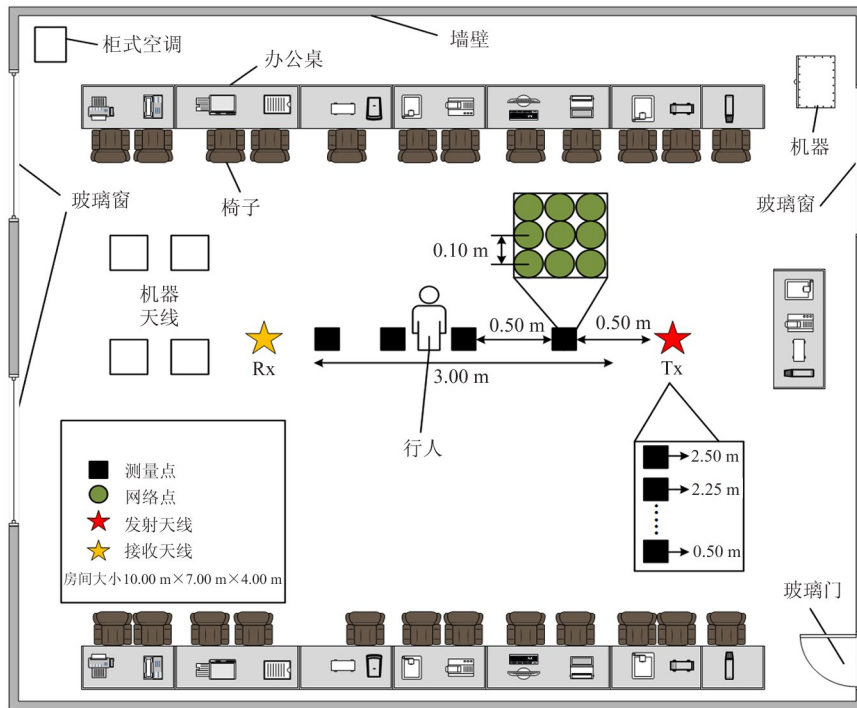 柜式空调
墙壁
办公桌
机器
玻璃窗
椅子
玻璃窗
0.10 m
机器
天线
0.50 m
0.50 m
Rx
Tx
3.00 m
行人
测量点
网络点
发射天线
接收天线
房间大小10.00 m×7.00 m×4.00 m
2.50 m
2.25 m
0.50 m
玻璃门